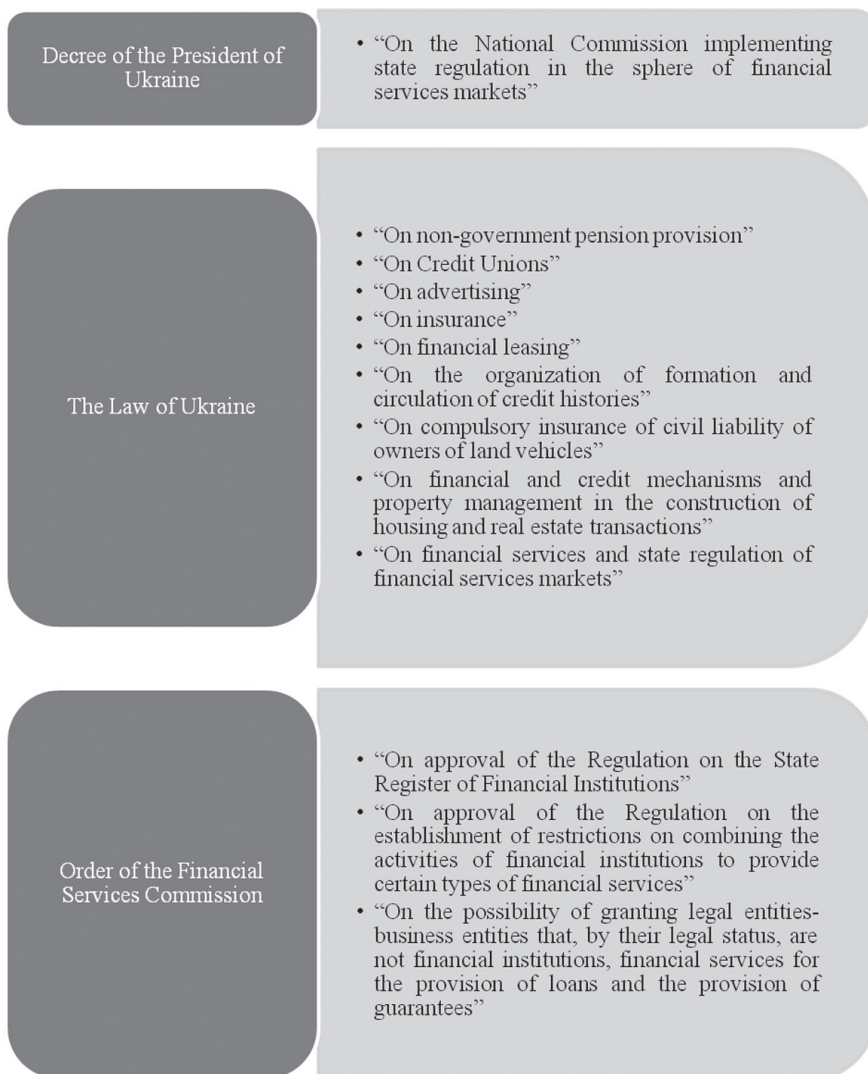 Decree of the President of
Ukraine
• “On the National Commission implementing
state regulation in the sphere of financial
services markets”
The Law of Ukraine
• “On non-government pension provision”
• “On Credit Unions”
• “On advertising”
• “On insurance”
• “On financial leasing”
• “On the organization of formation and
circulation of credit histories”
• “On compulsory insurance of civil liability of
owners of land vehicles”
• “On financial and credit mechanisms and
property management in the construction of
housing and real estate transactions”
• “On financial services and state regulation of
financial services markets”
Order of the Financial
Services Commission
• “On approval of the Regulation on the State
Register of Financial Institutions”
• “On approval of the Regulation on the
establishment of restrictions on combining the
activities of financial institutions to provide
certain types of financial services”
• “On the possibility of granting legal entities-
business entities that, by their legal status, are
not financial institutions, financial services for
the provision of loans and the provision of
guarantees”